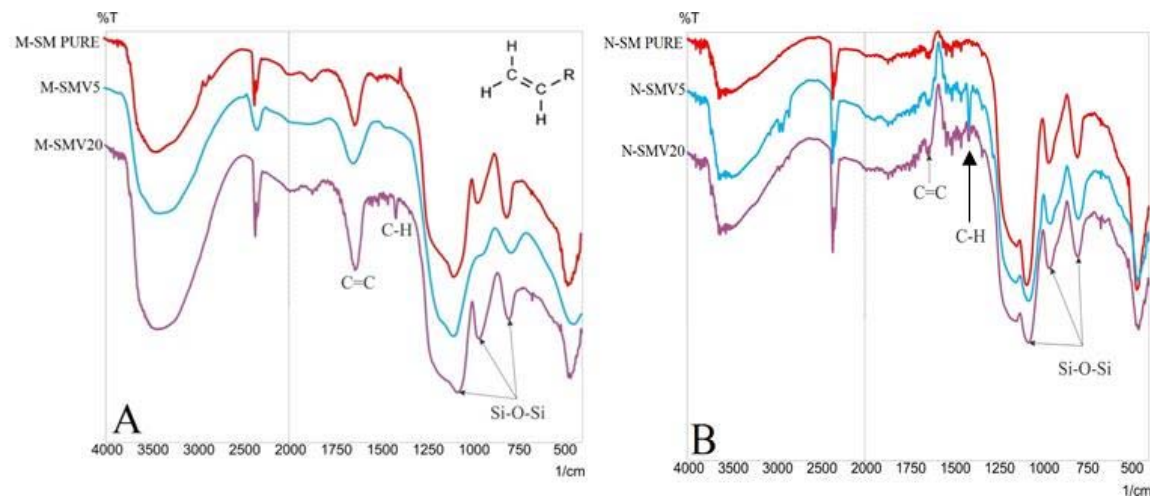 A
%T
M-SM PURE
M-SMV5
M-SMV20
H
H
R
H
C-H
C=C
Si-O-Si
4000 3500 3000 2500 2000 1750 1500 1250 1000 750 500
1/cm
B
%T
N-SM PURE
N-SMV5
N-SMV20
C=C
C-H
Si-O-Si
4000 3500 3000 2500 2000 1750 1500 1250 1000 750 500
1/cm